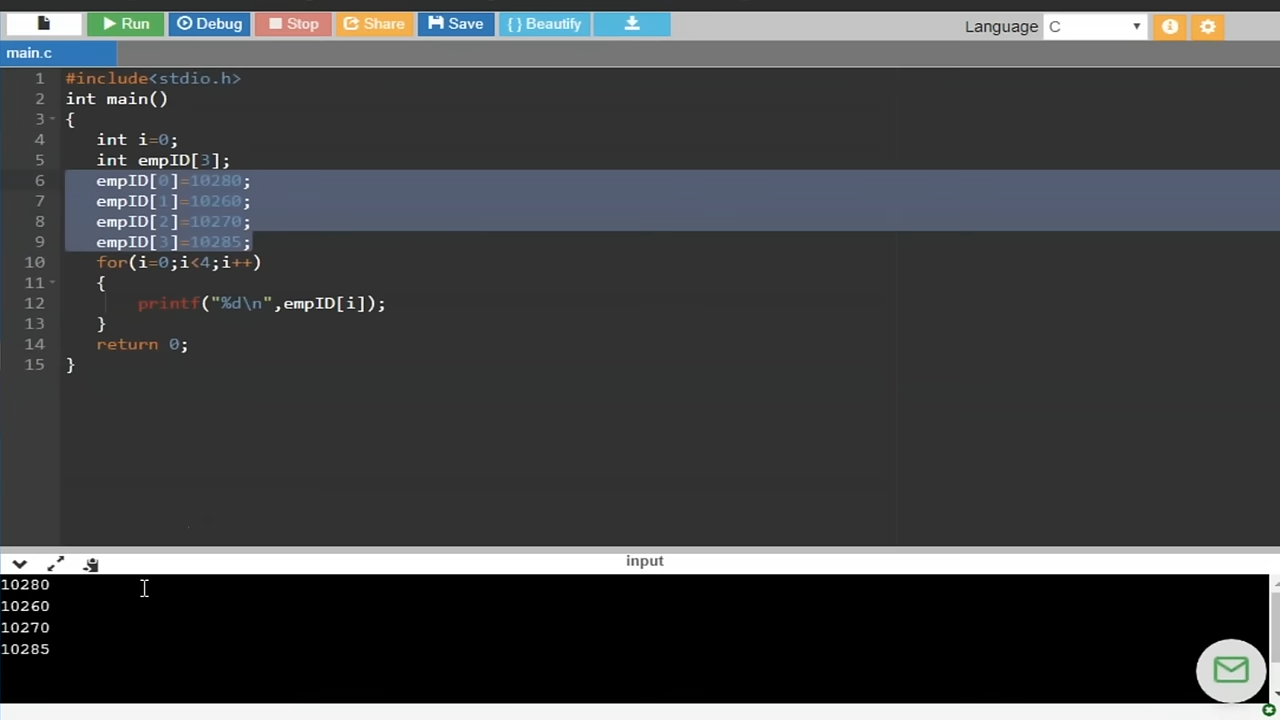 Run Debug Stop Share Save { } Beautify Language C
main.c
1 #include<stdio.h>
2 int main()
3 {
4 int i=0;
5 int empID[3];
6 empID[0]=10280;
7 empID[1]=10260;
8 empID[2]=10270;
9 empID[3]=10285;
10 for(i=0;i<4;i++)
11 {
12 printf("%d\n",empID[i]);
13 }
14 return 0;
15 }
input
10280
10260
10270
10285